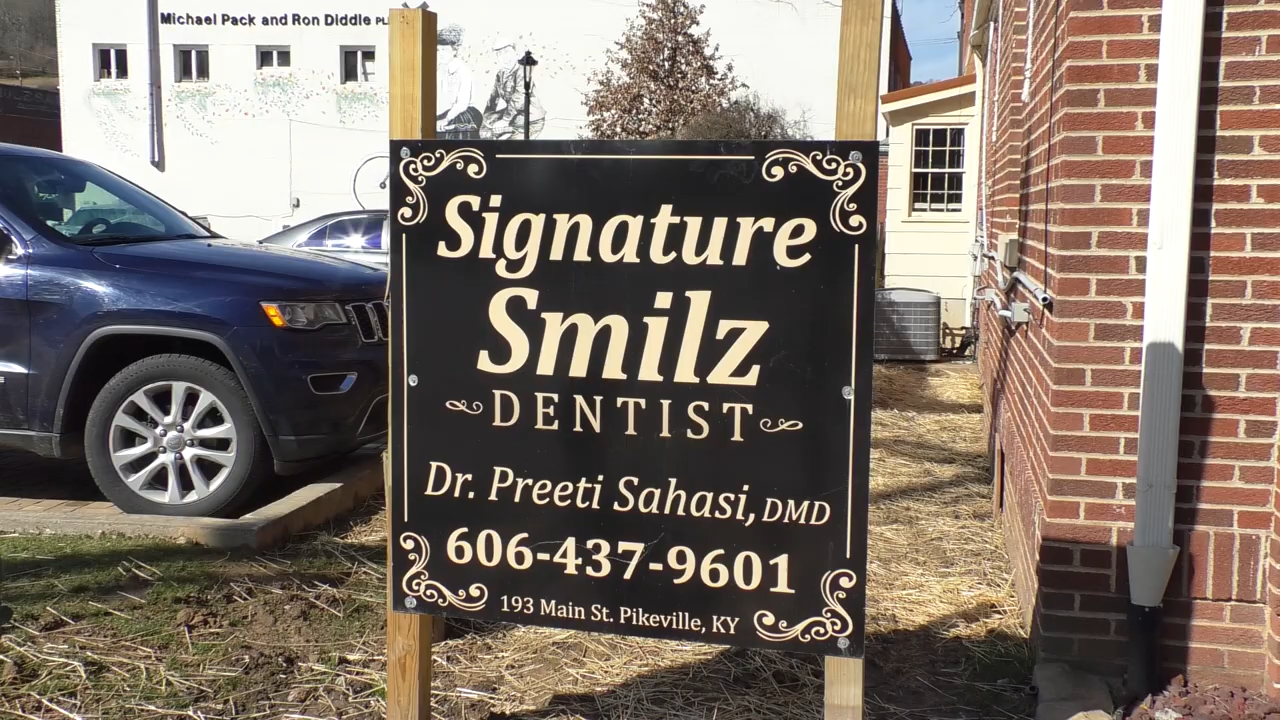 Michael Pack and Ron Diddle
Signature
Smilz
DENTIST
Dr. Preeti Sahasi, DMD
606-437-9601
193 Main St. Pikeville, KY